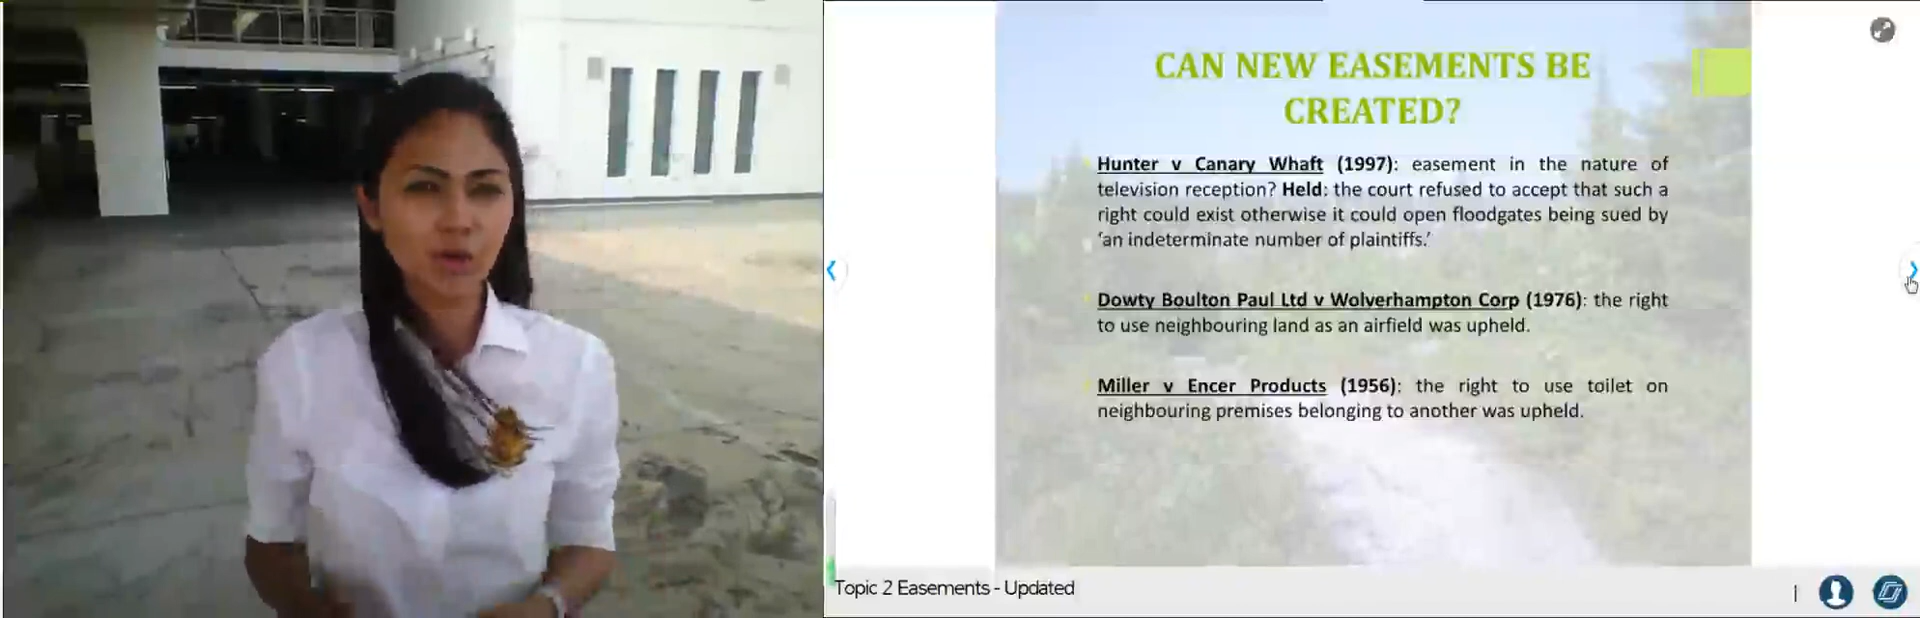 CAN NEW EASEMENTS BE
CREATED?
Hunter v Canary Whaft (1997): easement in the nature of
television reception? Held: the court refused to accept that such a
right could exist otherwise it could open floodgates being sued by
‘an indeterminate number of plaintiffs.’
Dowty Boulton Paul Ltd v Wolverhampton Corp (1976): the right
to use neighbouring land as an airfield was upheld.
Miller v Encer Products (1956): the right to use toilet on
neighbouring premises belonging to another was upheld.
Topic 2 Easements - Updated